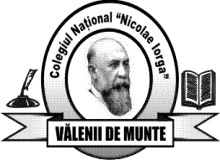 Colegiul Național "Nicolae Iorga"
VĂLENII DE MUNTE